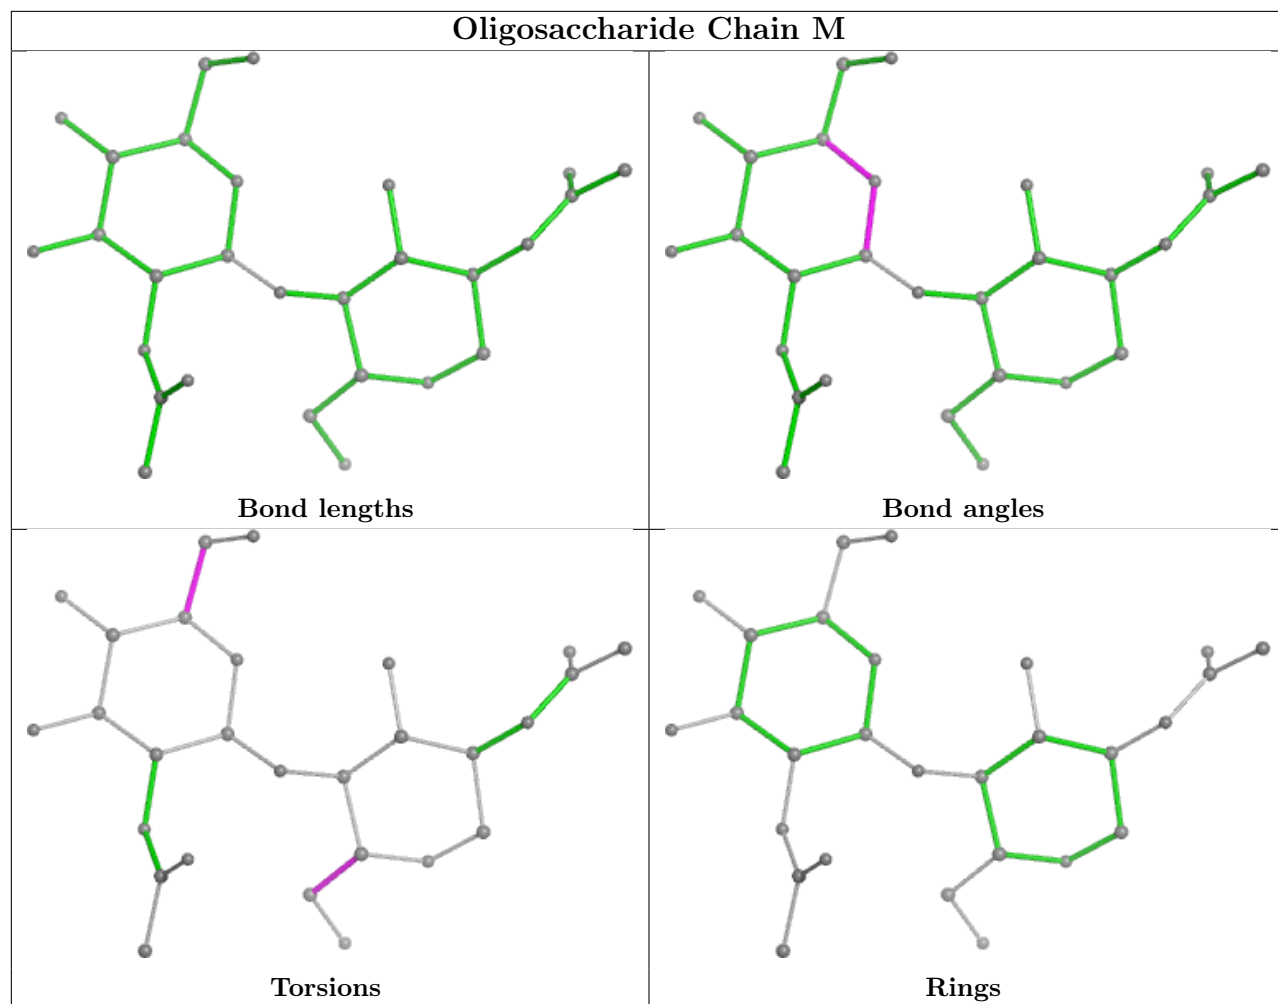 Oligosaccharide Chain M
Bond lengths
Bond angles
Torsions
Rings